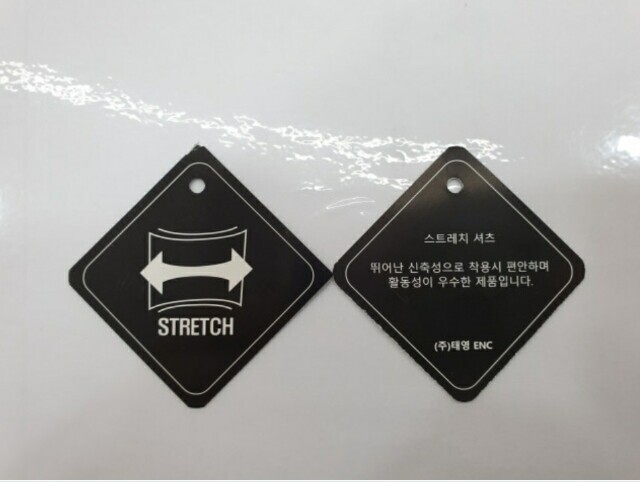 STRETCH
스트레치 셔츠
뛰어난 신축성으로 착용시 편안하며
활동성이 우수한 제품입니다.
(주)태영 ENC